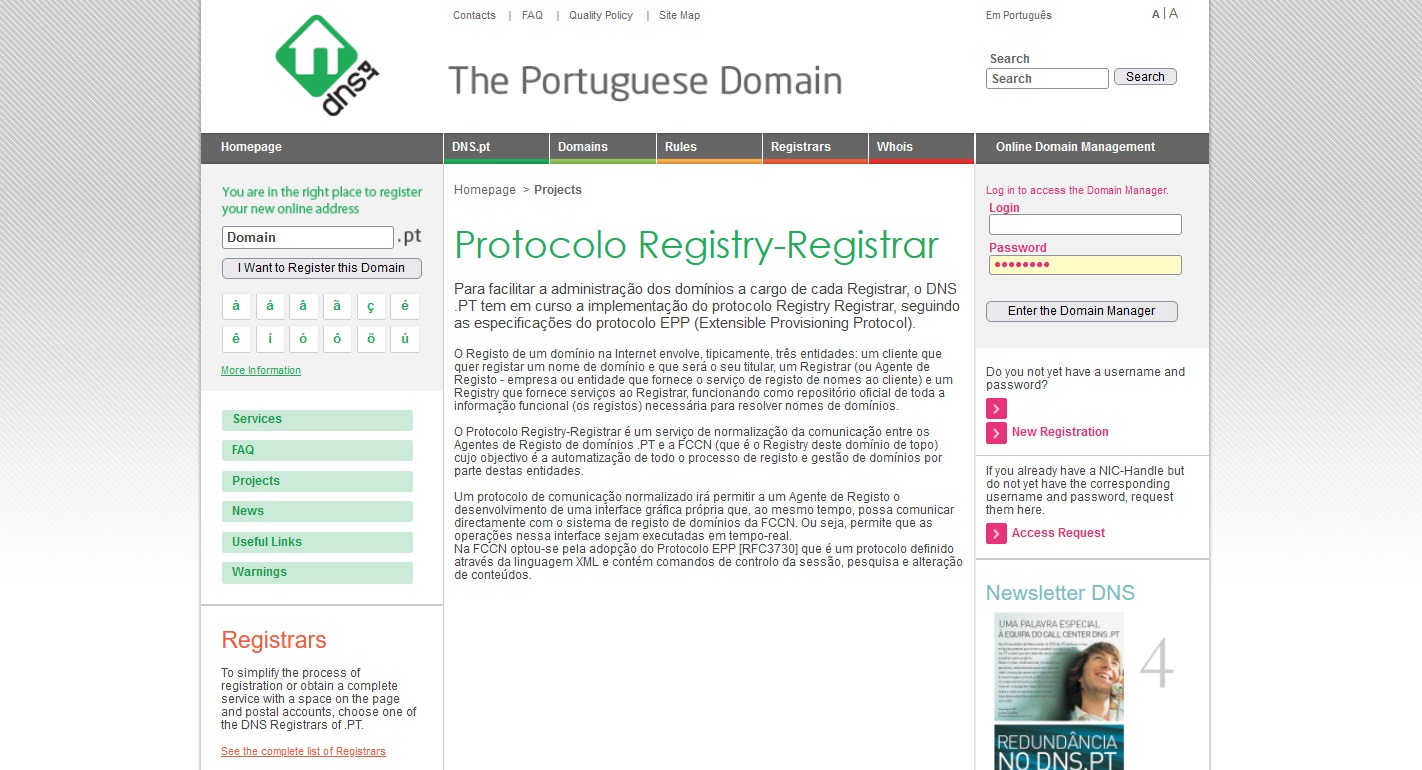 Contacts | FAQ | Quality Policy | Site Map
Em Português
A | A
dns.pt
The Portuguese Domain
Search
Search
Search
Homepage
DNS.pt
Domains
Rules
Registrars
Whois
Online Domain Management
You are in the right place to register
your new online address
Domain .pt
I Want to Register this Domain
à á â ã ç é
ê í ó ô õ ú
More Information
Services
FAQ
Projects
News
Useful Links
Warnings
Registrars
To simplify the process of
registration or obtain a complete
service with a space on the page
and postal accounts, choose one of
the DNS Registrars of .PT.
See the complete list of Registrars
Homepage > Projects
Protocolo Registry-Registrar
Para facilitar a administração dos domínios a cargo de cada Registrar, o DNS
.PT tem em curso a implementação do protocolo Registry Registrar, seguindo
as especificações do protocolo EPP (Extensible Provisioning Protocol).
O Registo de um domínio na Internet envolve, tipicamente, três entidades: um cliente que
quer registar um nome de domínio e que será o seu titular, um Registrar (ou Agente de
Registo - empresa ou entidade que fornece o serviço de registo de nomes ao cliente) e um
Registry que fornece serviços ao Registrar, funcionando como repositório oficial de toda a
informação funcional (os registos) necessária para resolver nomes de domínios.
O Protocolo Registry-Registrar é um serviço de normalização da comunicação entre os
Agentes de Registo de domínios .PT e a FCCN (que é o Registry deste domínio de topo)
cujo objectivo é a automatização de todo o processo de registo e gestão de domínios por
parte destas entidades.
Um protocolo de comunicação normalizado irá permitir a um Agente de Registo o
desenvolvimento de uma interface gráfica própria que, ao mesmo tempo, possa comunicar
directamente com o sistema de registo de domínios da FCCN. Ou seja, permite que as
operações nessa interface sejam executadas em tempo-real.
Na FCCN optou-se pela adopção do Protocolo EPP [RFC3730] que é um protocolo definido
através da linguagem XML e contém comandos de controlo da sessão, pesquisa e alteração
de conteúdos.
Log in to access the Domain Manager.
Login
Password
Enter the Domain Manager
Do you not yet have a username and
password?
New Registration
If you already have a NIC-Handle but
do not yet have the corresponding
username and password, request
them here.
Access Request
Newsletter DNS
UMA PALAVRA ESPECIAL
À EQUIPA DO CALL CENTER DNS .PT
4
REDUNDÂNCIA
NO DNS.PT